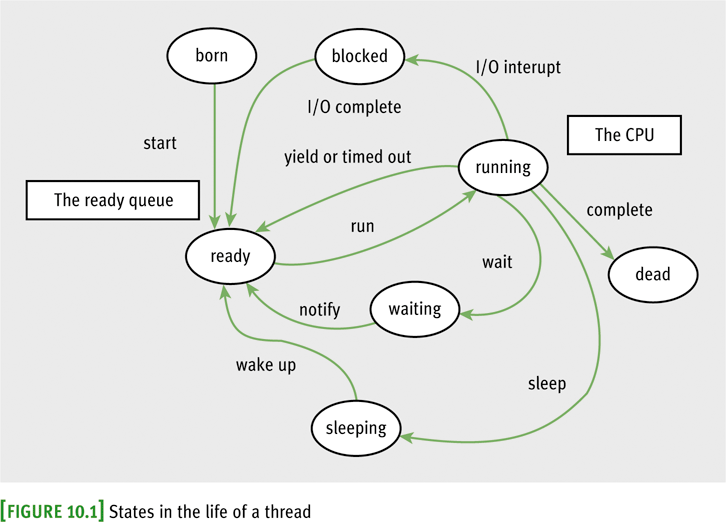 born
blocked
I/O interupt
I/O complete
The CPU
start
yield or timed out
running
The ready queue
complete
run
ready
wait
dead
notify
waiting
wake up
sleep
sleeping
[FIGURE 10.1] States in the life of a thread